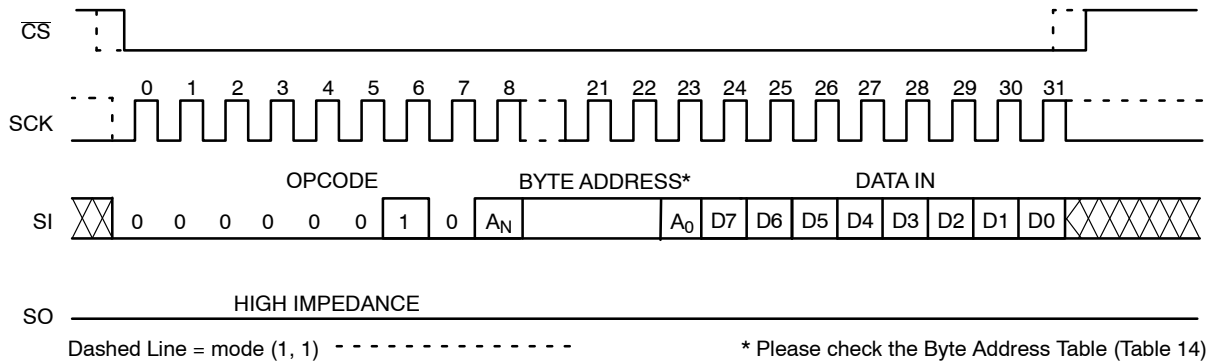 CS
0 1 2 3 4 5 6 7 8 21 22 23 24 25 26 27 28 29 30 31
SCK
OPCODE BYTE ADDRESS* DATA IN
SI 0 0 0 0 0 0 1 0 AN A0 D7 D6 D5 D4 D3 D2 D1 D0
HIGH IMPEDANCE
SO
Dashed Line = mode (1, 1) * Please check the Byte Address Table (Table 14)